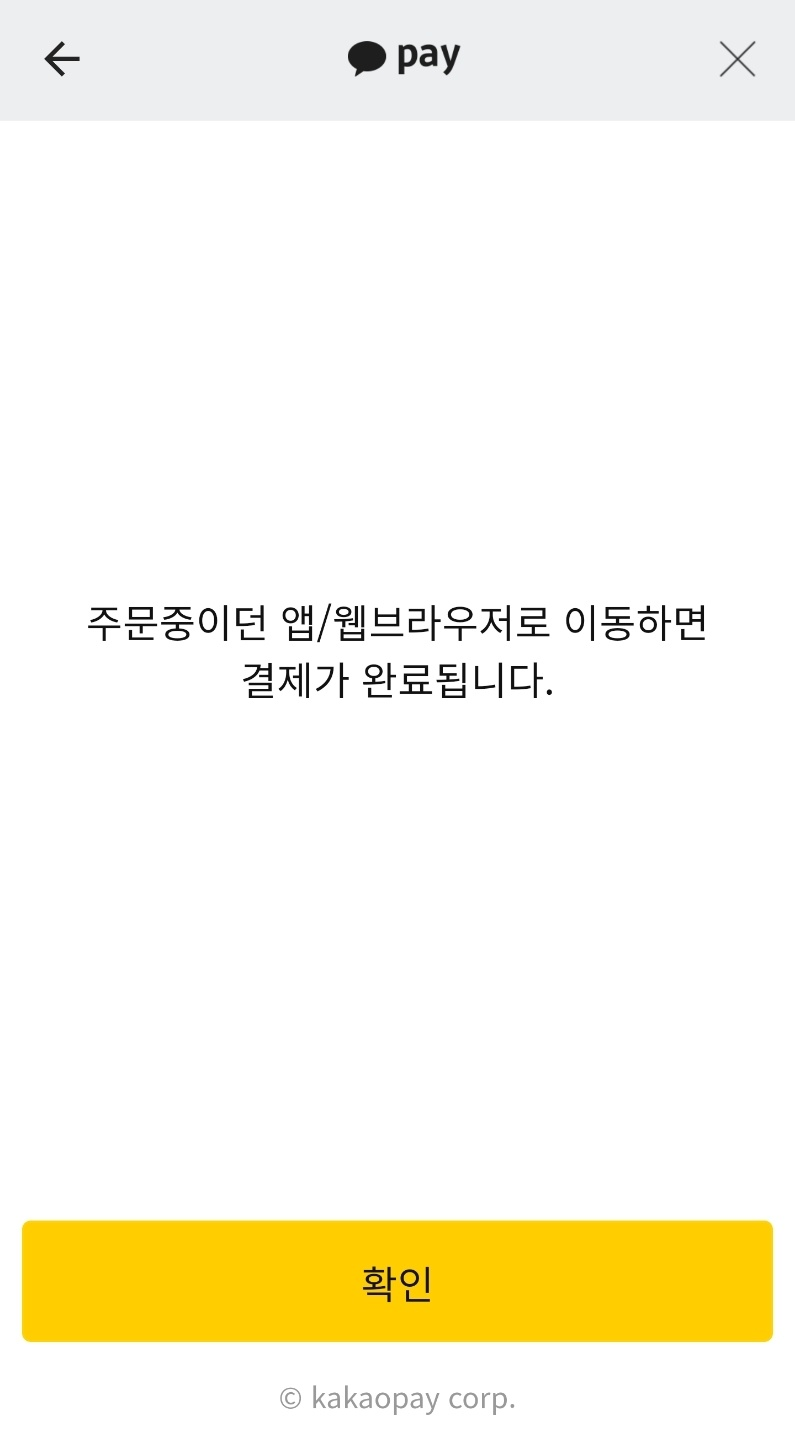 pay
주문중이던 앱/웹브라우저로 이동하면
결제가 완료됩니다.
확인
© kakaopay corp.